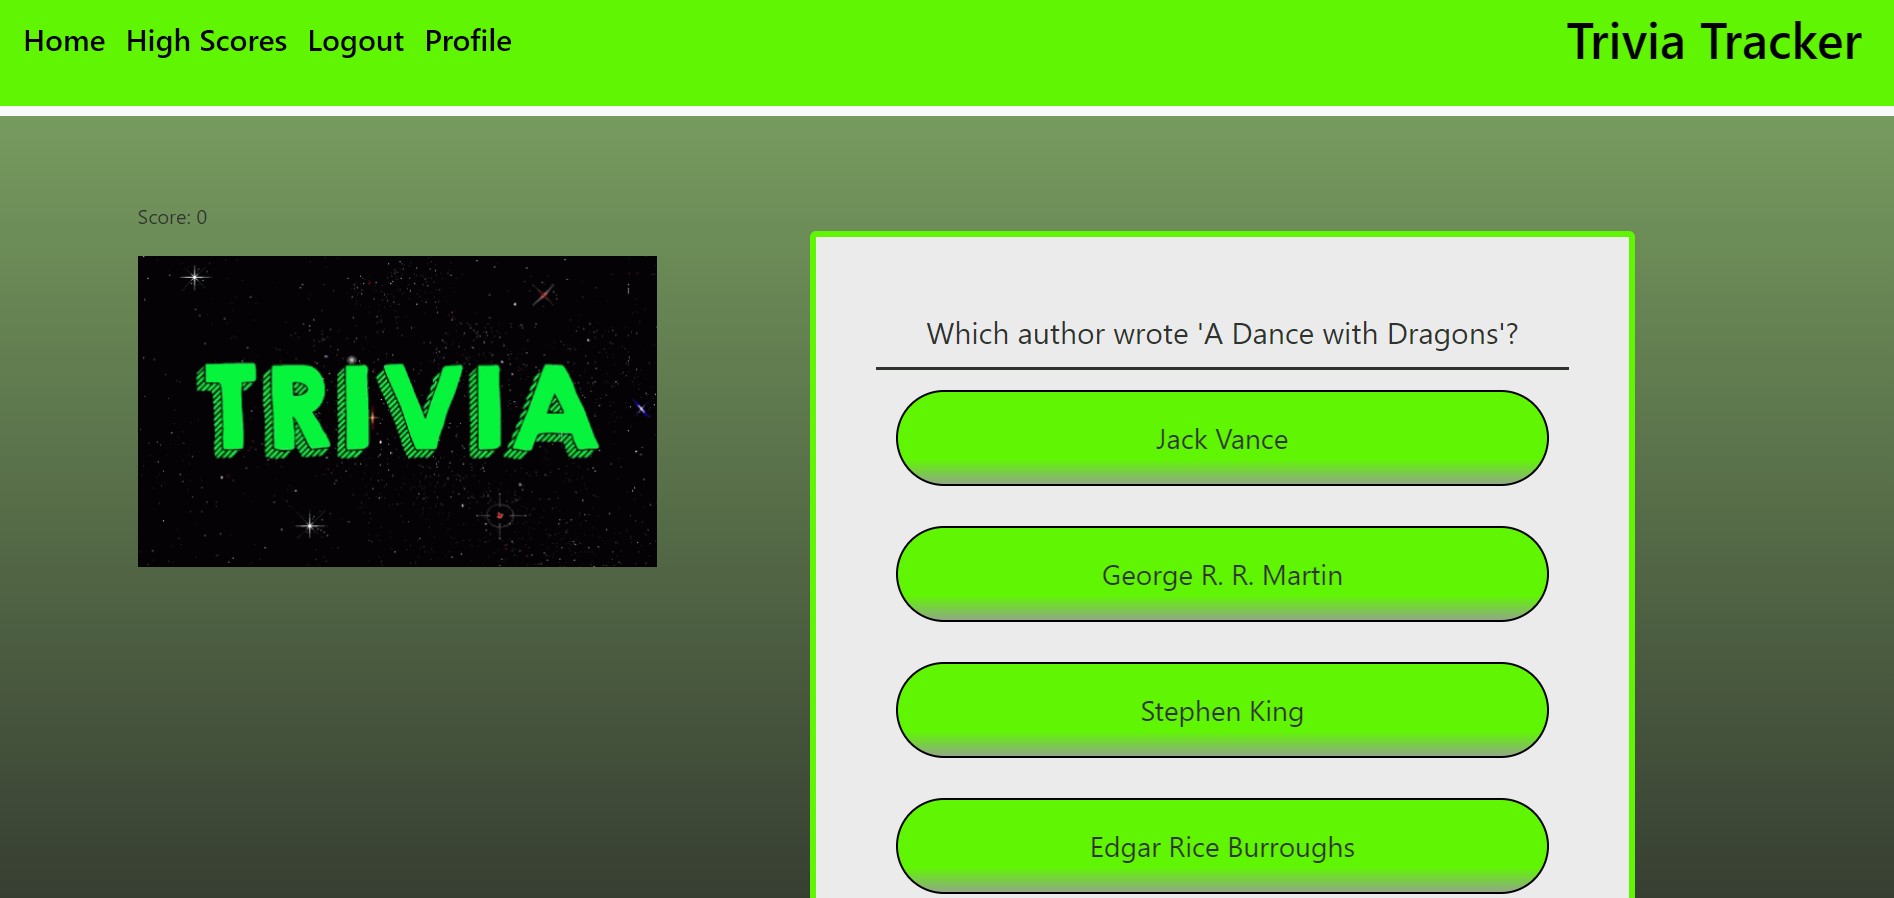 Home High Scores Logout Profile
Trivia Tracker
Score: 0
TRIVIA
Which author wrote 'A Dance with Dragons'?
Jack Vance
George R. R. Martin
Stephen King
Edgar Rice Burroughs